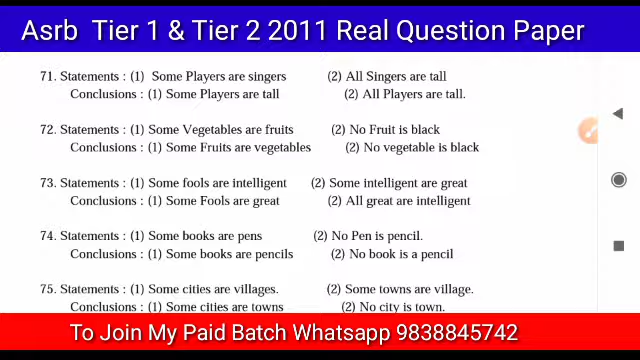 Asrb Tier 1 & Tier 2 2011 Real Question Paper
71. Statements : (1) Some Players are singers (2) All Singers are tall
Conclusions : (1) Some Players are tall (2) All Players are tall.
72. Statements : (1) Some Vegetables are fruits (2) No Fruit is black
Conclusions : (1) Some Fruits are vegetables (2) No vegetable is black
73. Statements : (1) Some fools are intelligent (2) Some intelligent are great
Conclusions : (1) Some Fools are great (2) All great are intelligent
74. Statements : (1) Some books are pens (2) No Pen is pencil.
Conclusions : (1) Some books are pencils (2) No book is a pencil
75. Statements : (1) Some cities are villages. (2) Some towns are village.
Conclusions : (1) Some cities are towns (2) No city is town.
To Join My Paid Batch Whatsapp 9838845742